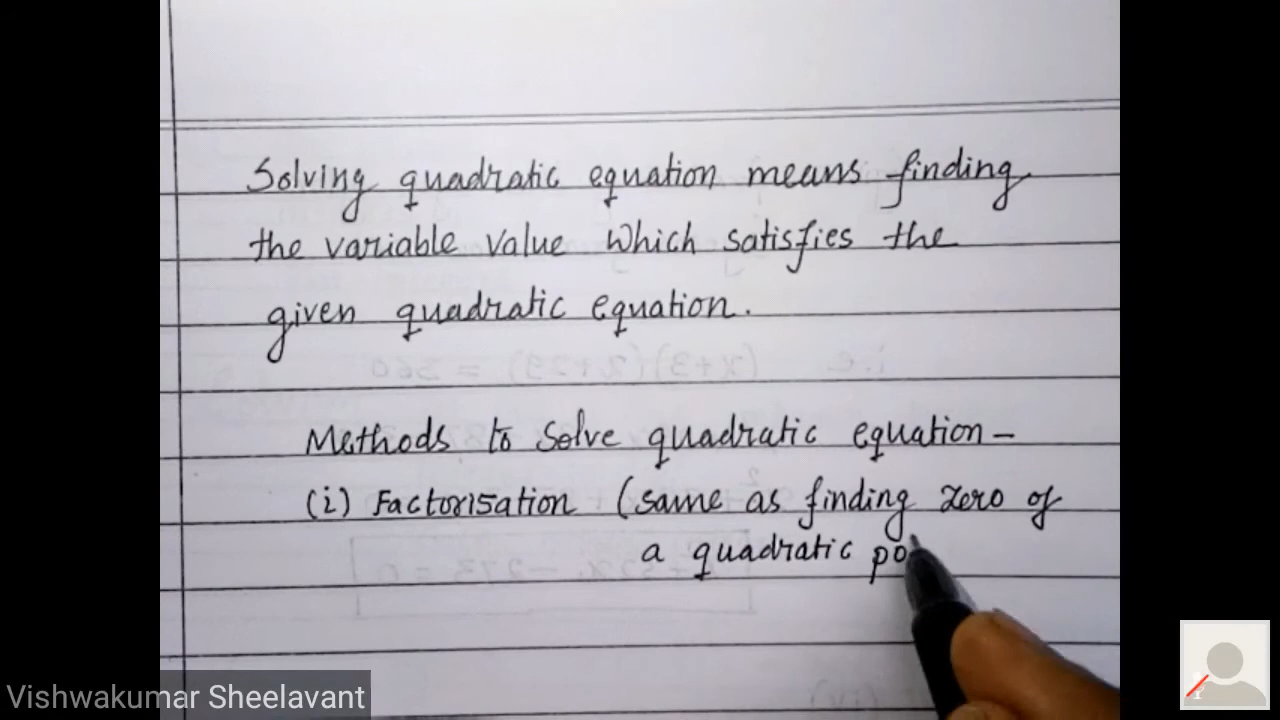 Solving quadratic equation means finding
the variable value which satisfies the
given quadratic equation.
Methods to solve quadratic equation -
(i) Factorisation (same as finding zero of
a quadratic po
Vishwakumar Sheelavant